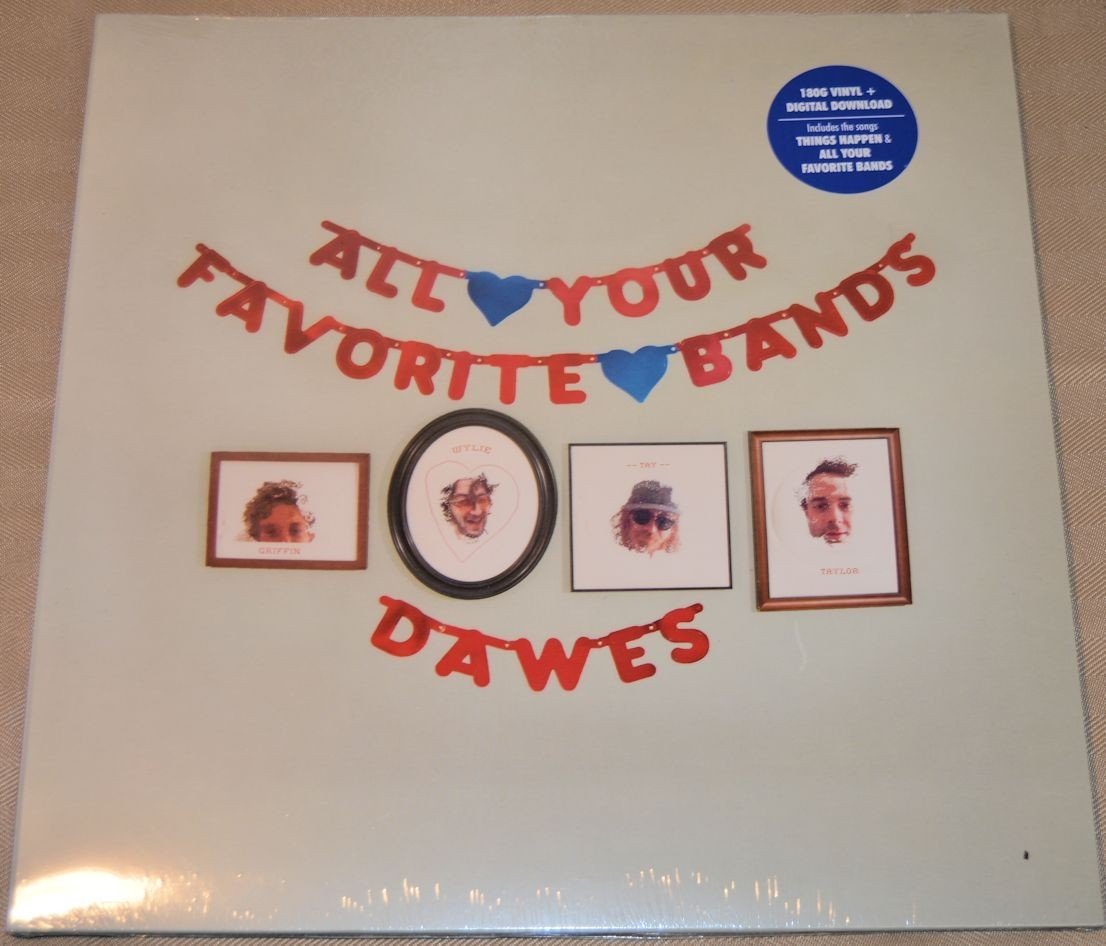 180G VINYL +
DIGITAL DOWNLOAD
Includes the songs
THINGS HAPPEN &
ALL YOUR
FAVORITE BANDS
ALL YOUR
FAVORITE BANDS
GRIFFIN
WYLIE
-- TAY --
TAYLOR
DAWES